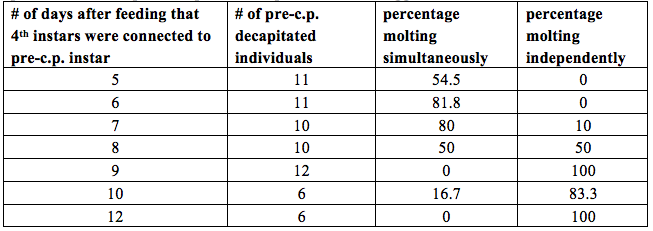 # of days after feeding that 4th instars were connected to pre-c.p. instar | # of pre-c.p. decapitated individuals | percentage molting simultaneously | percentage molting independently
5 | 11 | 54.5 | 0
6 | 11 | 81.8 | 0
7 | 10 | 80 | 10
8 | 10 | 50 | 50
9 | 12 | 0 | 100
10 | 6 | 16.7 | 83.3
12 | 6 | 0 | 100